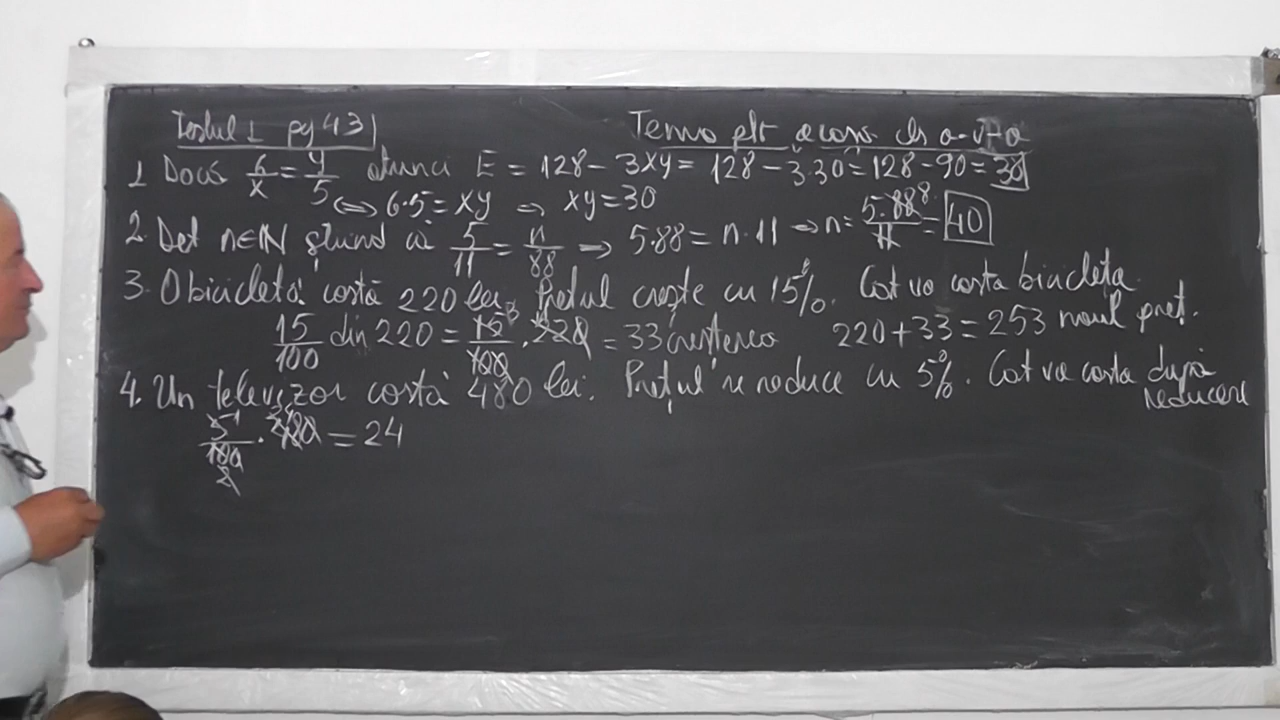 Testul 1 pg 43 Tema pt acasă cls a-VI-a
1 Dacă 6/x = y/5 atunci E = 128 - 3xy = 128 - 3·30 = 128 - 90 = 38
⟺ 6·5 = xy ⇒ xy = 30
2. Det n∈ℕ știind că 5/11 = n/88 ⇒ 5·88 = n·11 ⇒ n = 5·88 8/11 = 40
3. O bicicletă costă 220 lei. Prețul crește cu 15%. Cât va costa bicicleta.
15/100 din 220 = 15 3/100 · 220 = 33 creșterea 220 + 33 = 253 noul preț.
4. Un televizor costă 480 lei. Prețul se reduce cu 5%. Cât va costa după
reducere
5/100 · 480 = 24